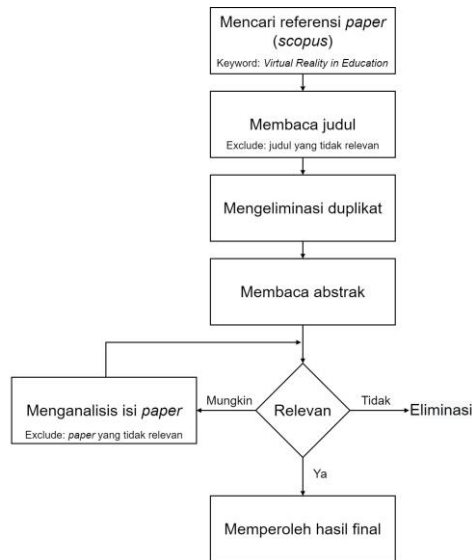 Mencari referensi paper
(scopus)
Keyword: Virtual Reality in Education
Membaca judul
Exclude: judul yang tidak relevan
Mengeliminasi duplikat
Membaca abstrak
Menganalisis isi paper
Exclude: paper yang tidak relevan
Mungkin
Relevan
Tidak
Eliminasi
Ya
Memperoleh hasil final